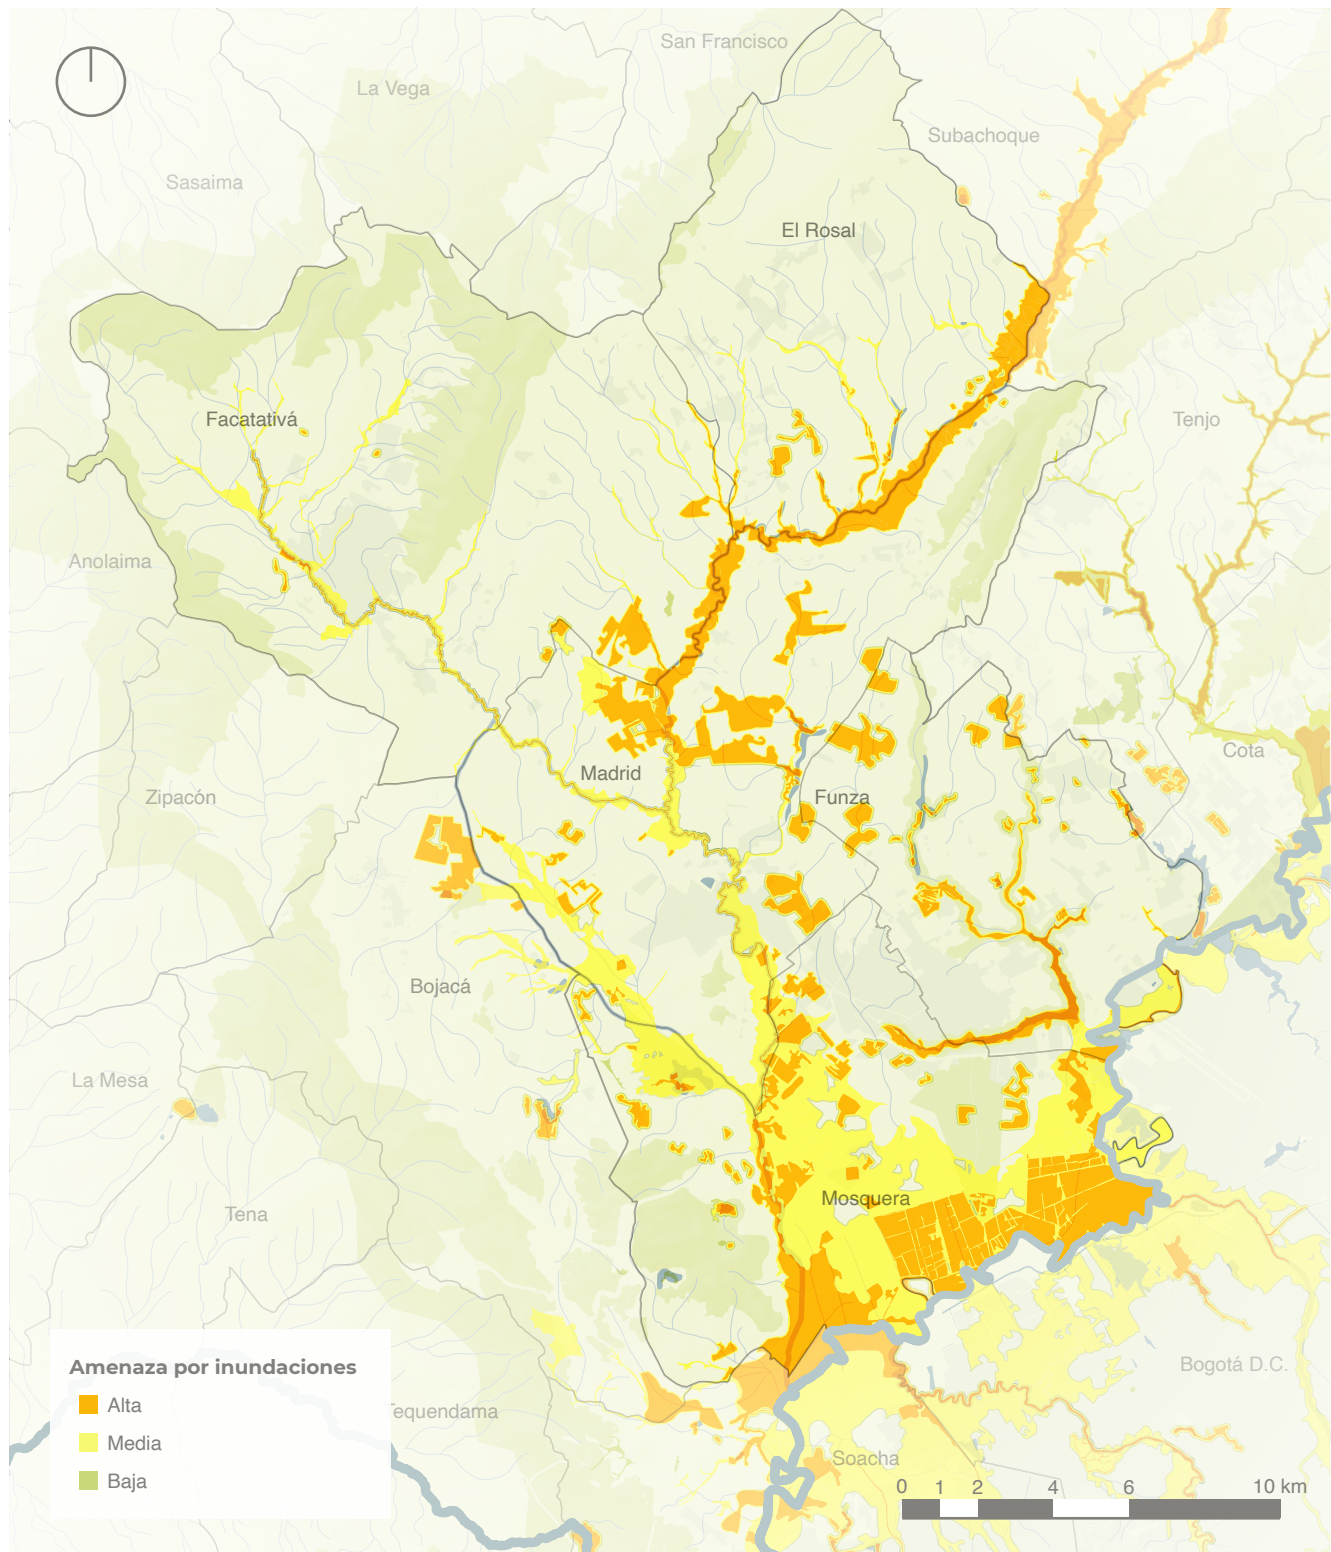 San Francisco
La Vega
Subachoque
Sasaima
El Rosal
Facatativá
Tenjo
Anolaima
Cota
Madrid
Zipacón
Funza
Bojacá
La Mesa
Mosquera
Tena
Amenaza por inundaciones
Alta
Media
Baja
Tequendama
Bogotá D.C.
Soacha
0 1 2 4 6 10 km